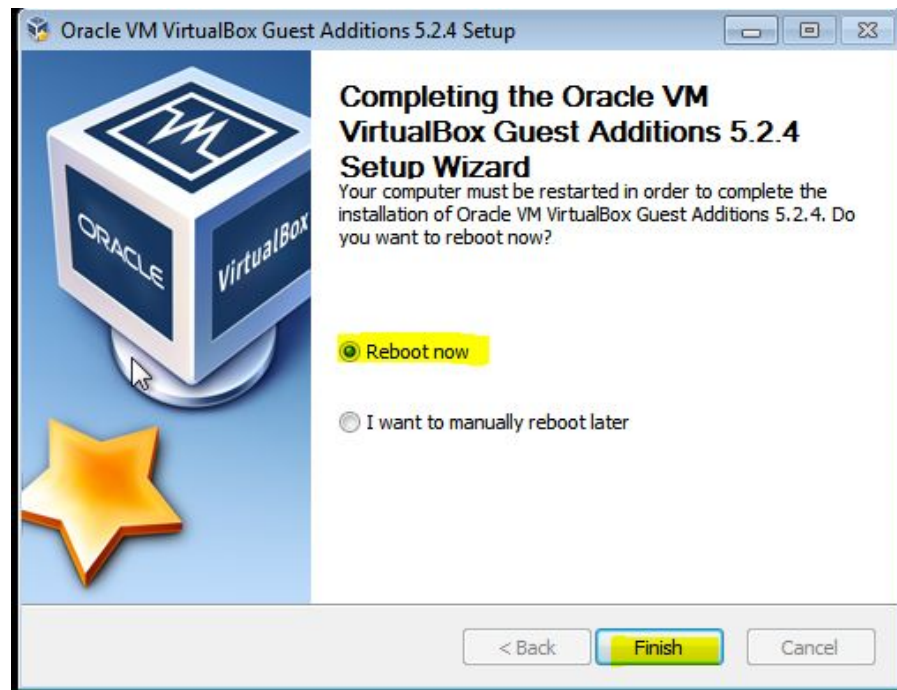 Oracle VM VirtualBox Guest Additions 5.2.4 Setup
Completing the Oracle VM
VirtualBox Guest Additions 5.2.4
Setup Wizard
Your computer must be restarted in order to complete the
installation of Oracle VM VirtualBox Guest Additions 5.2.4. Do
you want to reboot now?
VM
ORACLE
VirtualBox
Reboot now
I want to manually reboot later
< Back
Finish
Cancel